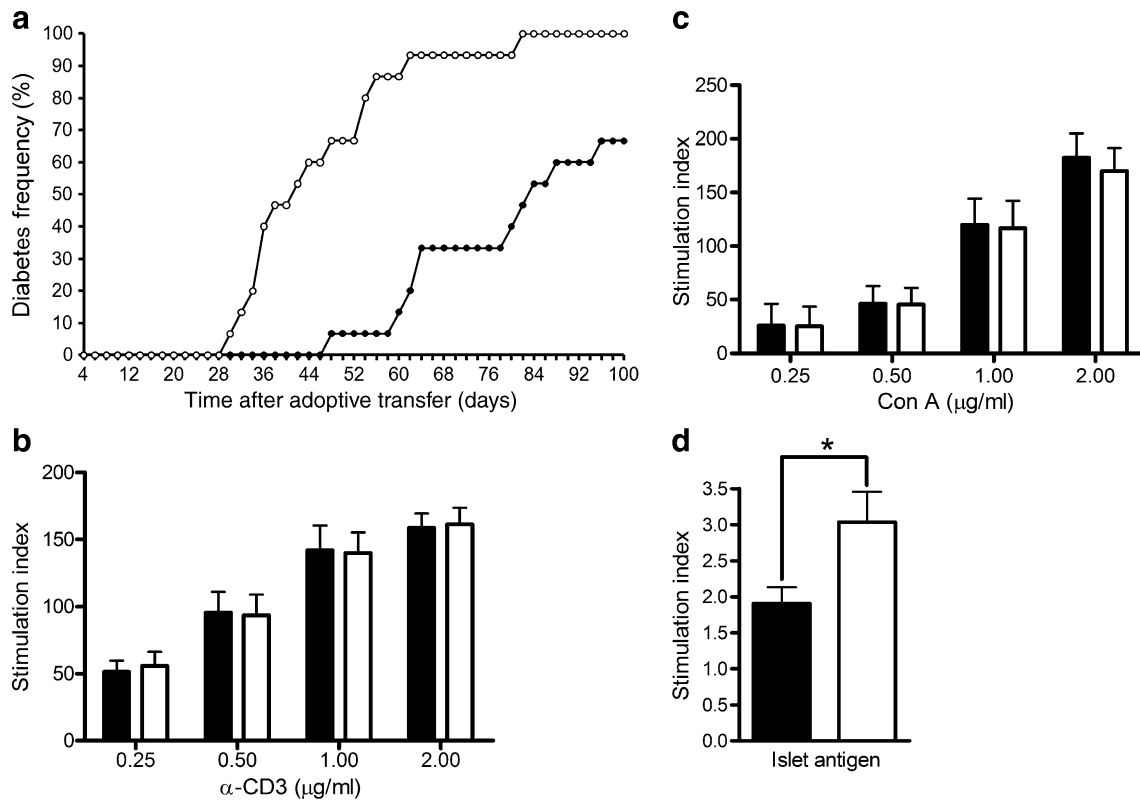 a
Diabetes frequency (%)
100
90
80
70
60
50
40
30
20
10
0
4 12 20 28 36 44 52 60 68 76 84 92 100
Time after adoptive transfer (days)
b
Stimulation index
200
150
100
50
0
0.25 0.50 1.00 2.00
α-CD3 (μg/ml)
c
Stimulation index
250
200
150
100
50
0
0.25 0.50 1.00 2.00
Con A (μg/ml)
d
*
Stimulation index
3.5
3.0
2.5
2.0
1.5
1.0
0.5
0.0
Islet antigen